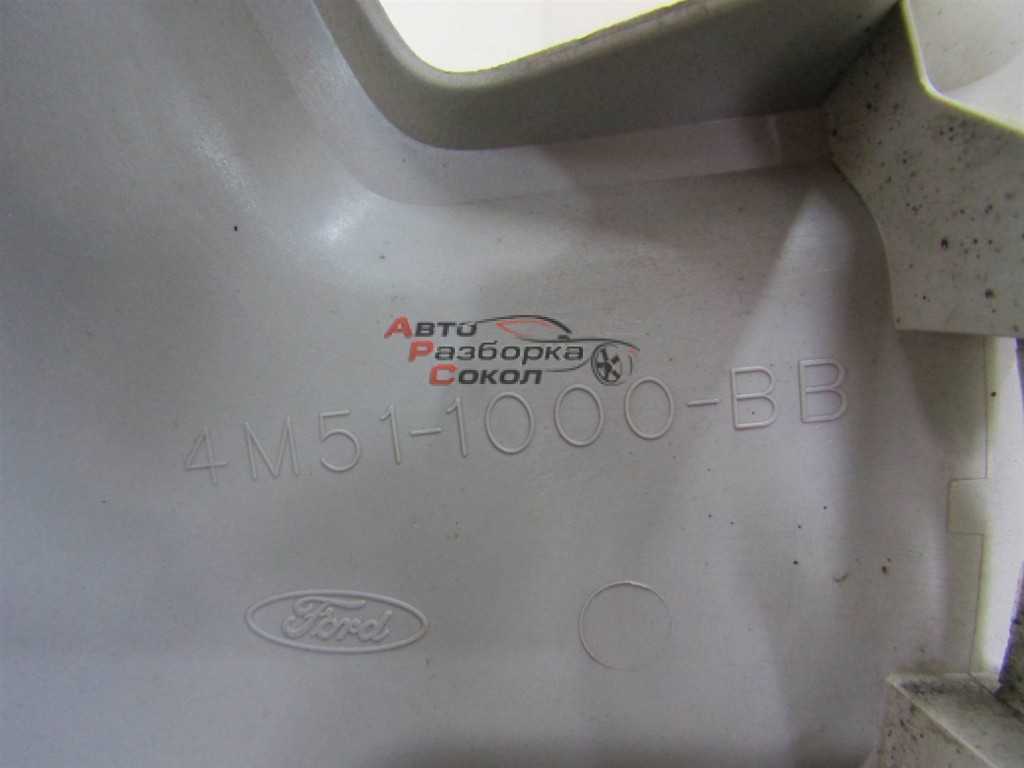 Авто
Разборка
Сокол
4M51-1000-BB
Ford